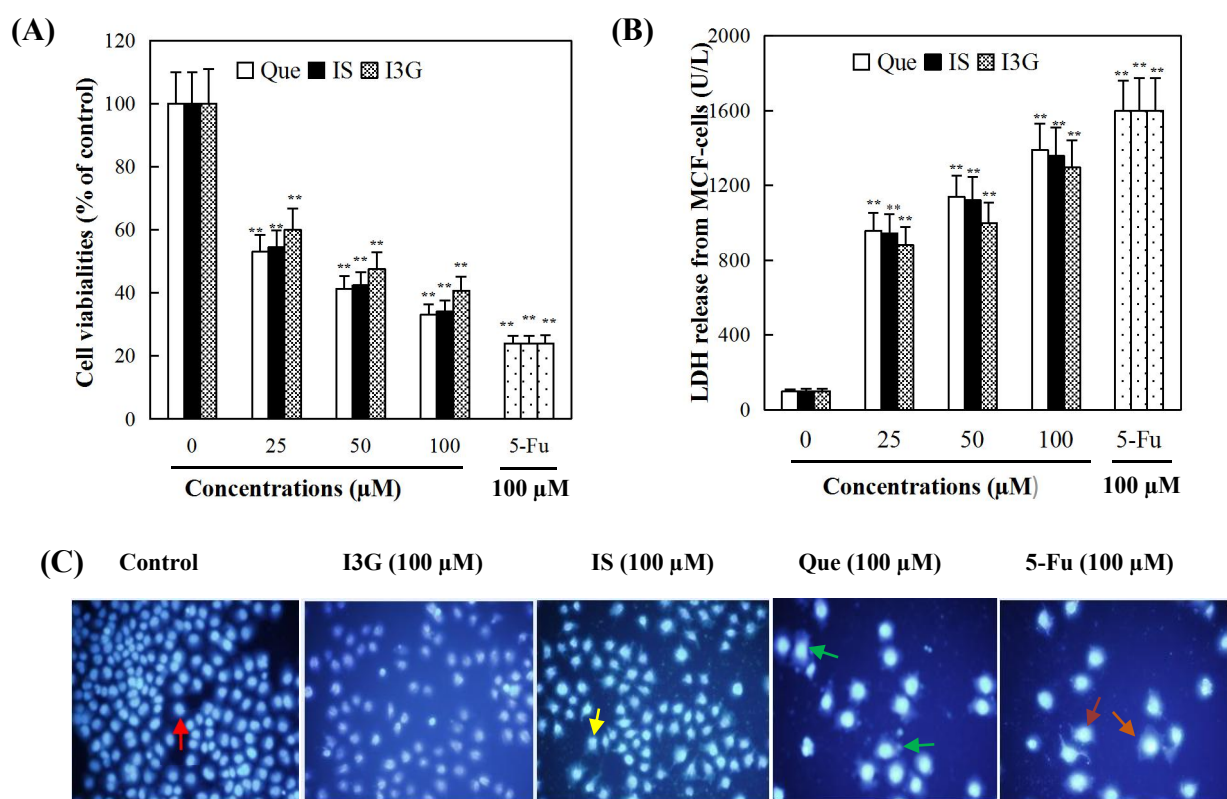 (A)
120
100
80
60
40
20
0
Cell viabialities (% of control)
Que IS I3G
** ** **
** ** **
** ** **
** ** **
0 25 50 100 5-Fu
Concentrations (µM) 100 µM
(B)
2000
1600
1200
800
400
0
LDH release from MCF-cells (U/L)
Que IS I3G
** ** **
** ** **
** ** **
** ** **
0 25 50 100 5-Fu
Concentrations (µM) 100 µM
(C) Control I3G (100 µM) IS (100 µM) Que (100 µM) 5-Fu (100 µM)